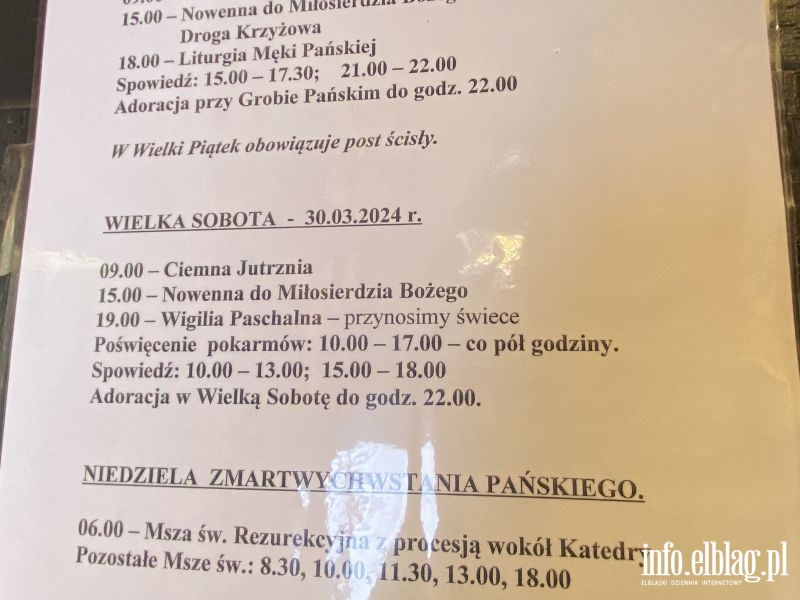 15.00 – Nowenna do Miłosierdzia Bożego
Droga Krzyżowa
18.00 – Liturgia Męki Pańskiej
Spowiedź: 15.00 – 17.30; 21.00 – 22.00
Adoracja przy Grobie Pańskim do godz. 22.00
W Wielki Piątek obowiązuje post ścisły.
WIELKA SOBOTA - 30.03.2024 r.
09.00 – Ciemna Jutrznia
15.00 – Nowenna do Miłosierdzia Bożego
19.00 – Wigilia Paschalna – przynosimy świece
Poświęcenie pokarmów: 10.00 – 17.00 – co pół godziny.
Spowiedź: 10.00 – 13.00; 15.00 – 18.00
Adoracja w Wielką Sobotę do godz. 22.00.
NIEDZIELA ZMARTWYCHWSTANIA PAŃSKIEGO.
06.00 – Msza św. Rezurekcyjna z procesją wokół Katedry
Pozostałe Msze św.: 8.30, 10.00, 11.30, 13.00, 18.00
info.elblag.pl
ELBLĄSKI DZIENNIK INTERNETOWY